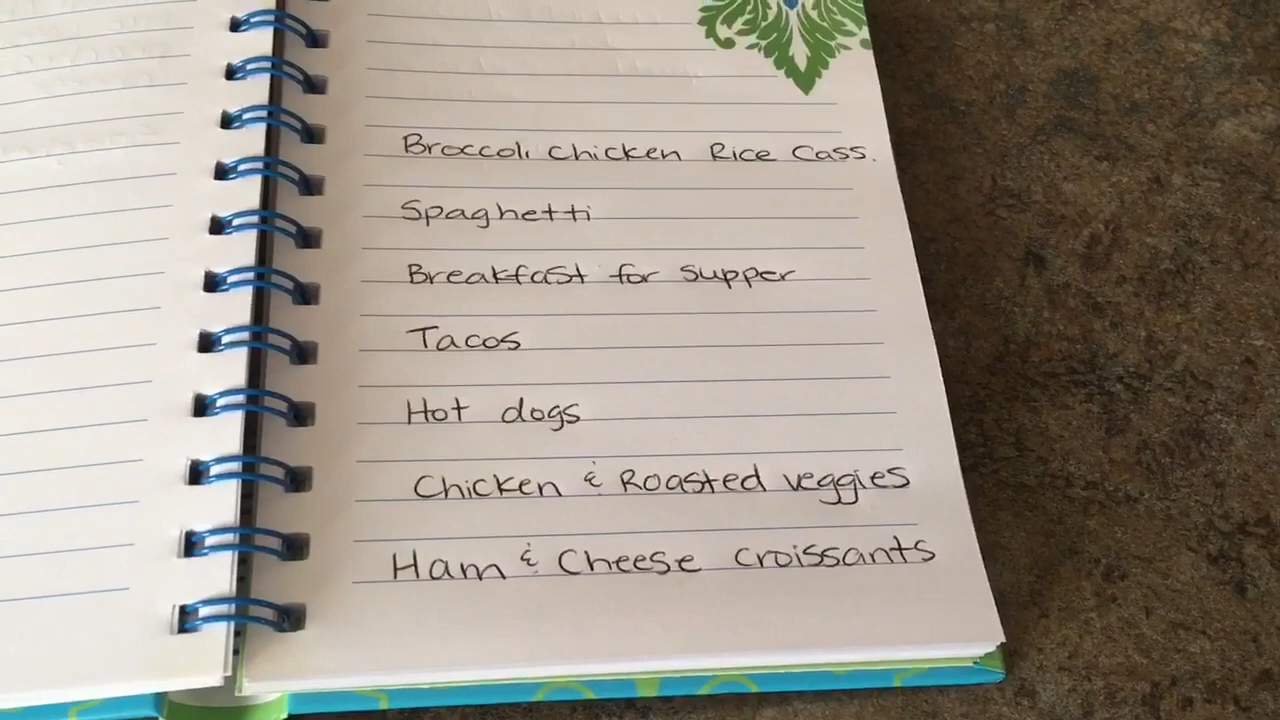 Broccoli Chicken Rice Cass.
Spaghetti
Breakfast for supper
Tacos
Hot dogs
Chicken & Roasted veggies
Ham & Cheese croissants